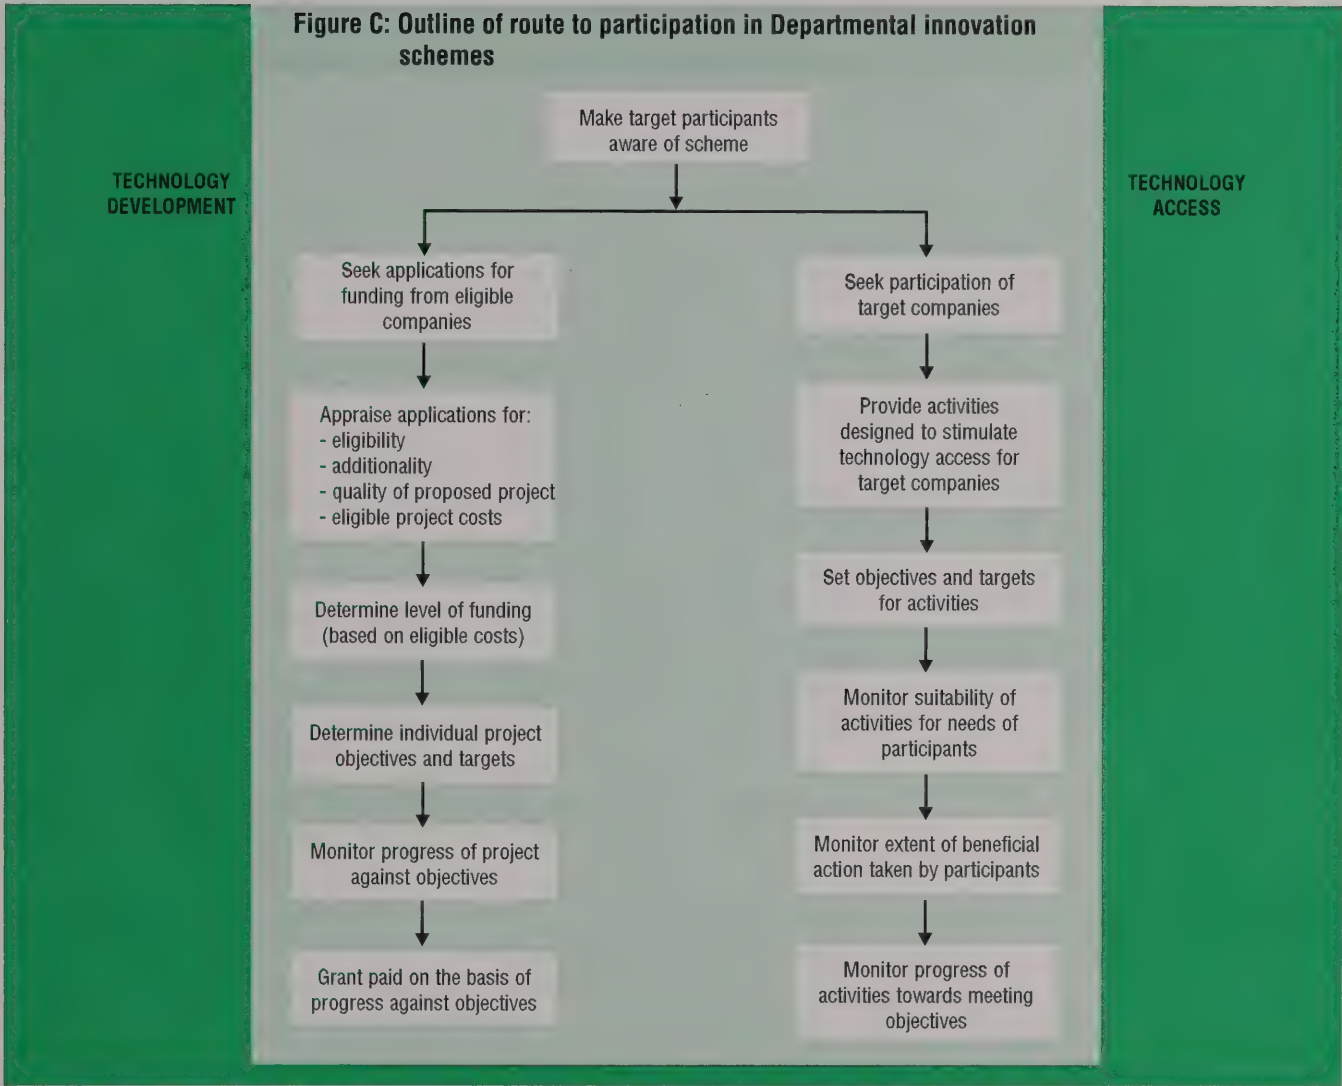 Figure C: Outline of route to participation in Departmental innovation
schemes
Make target participants
aware of scheme
TECHNOLOGY
DEVELOPMENT
TECHNOLOGY
ACCESS
Seek applications for
funding from eligible
companies
Appraise applications for:
- eligibility
- additionality
- quality of proposed project
- eligible project costs
Determine level of funding
(based on eligible costs)
Determine individual project
objectives and targets
Monitor progress of project
against objectives
Grant paid on the basis of
progress against objectives
Seek participation of
target companies
Provide activities
designed to stimulate
technology access for
target companies
Set objectives and targets
for activities
Monitor suitability of
activities for needs of
participants
Monitor extent of beneficial
action taken by participants
Monitor progress of
activities towards meeting
objectives